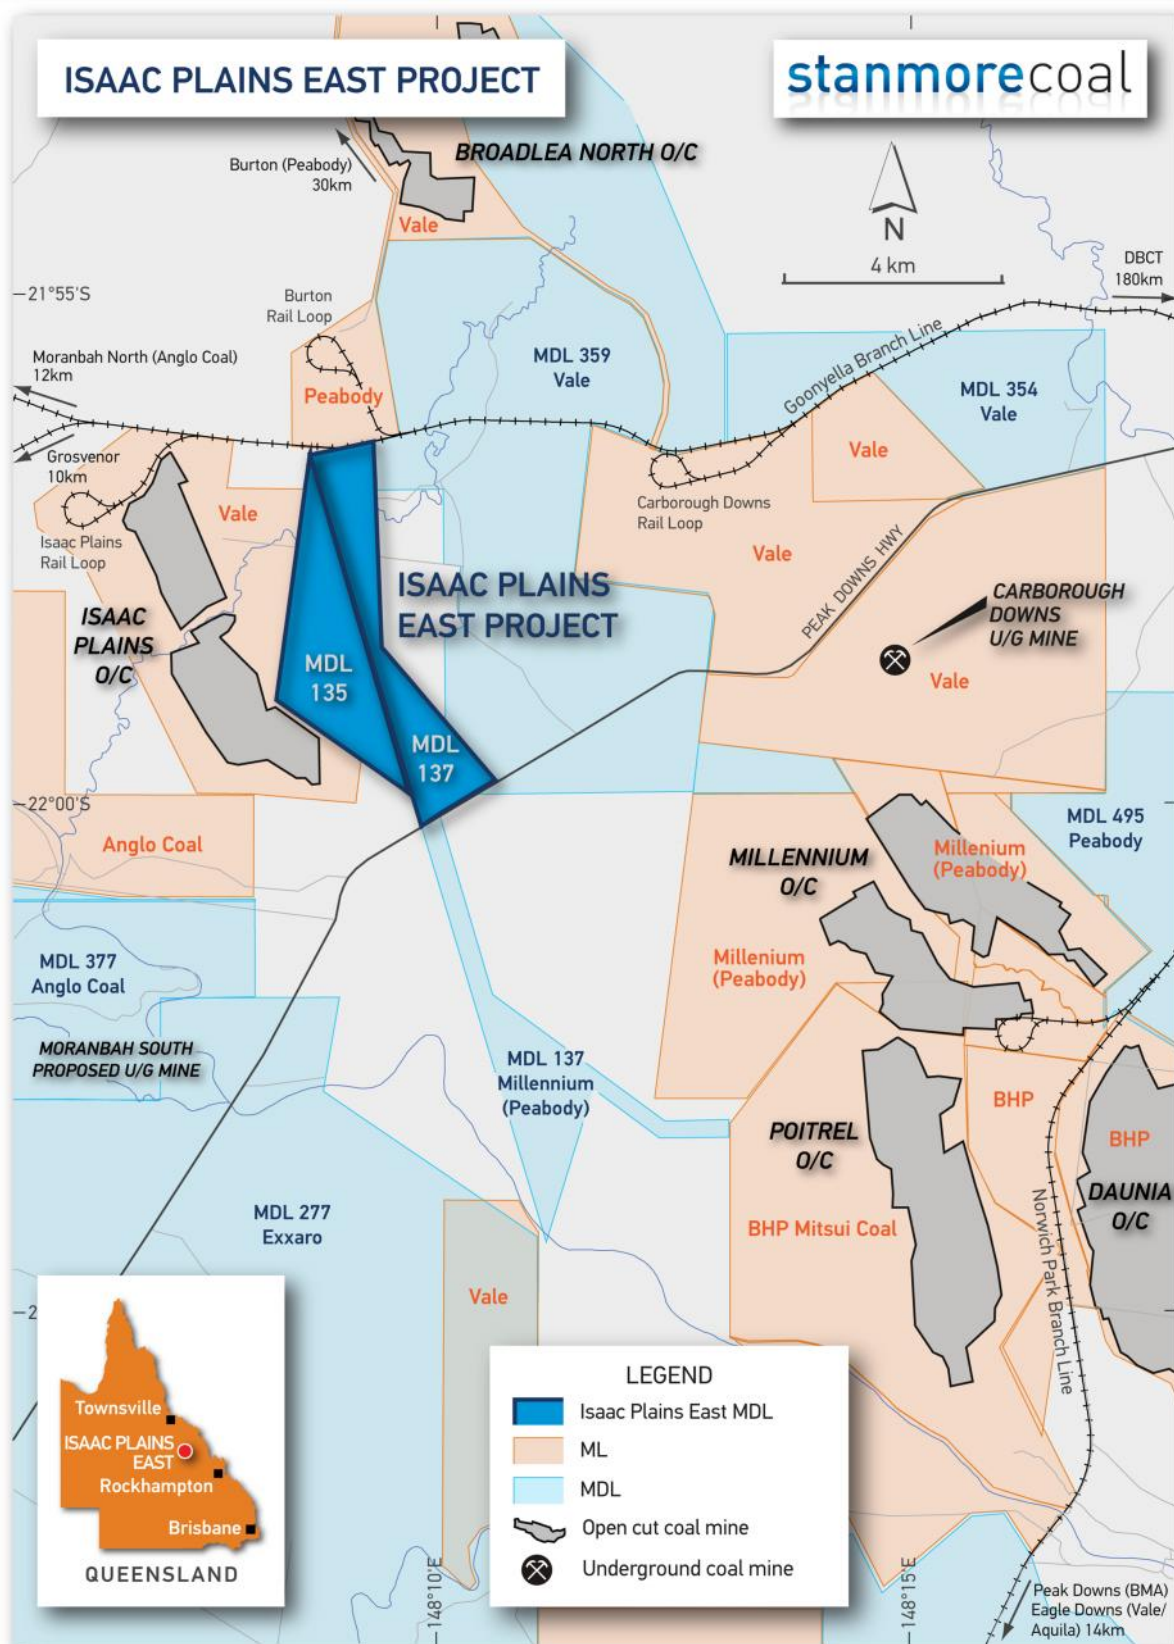 ISAAC PLAINS EAST PROJECT
stanmorecoal
BROADLEA NORTH O/C
Burton (Peabody)
30km
Vale
N
4 km
DBCT
180km
21°55'S
Burton
Rail Loop
Moranbah North (Anglo Coal)
12km
Peabody
MDL 359
Vale
Goonyella Branch Line
MDL 354
Vale
Grosvenor
10km
Vale
Isaac Plains
Rail Loop
Carborough Downs
Rail Loop
Vale
Vale
PEAK DOWNS HWY
ISAAC PLAINS
EAST PROJECT
ISAAC
PLAINS
O/C
MDL
135
MDL
137
CARBOROUGH
DOWNS
U/G MINE
Vale
22°00'S
Anglo Coal
MDL 495
Peabody
MILLENNIUM
O/C
Millenium
(Peabody)
Millenium
(Peabody)
MDL 377
Anglo Coal
MORANBAH SOUTH
PROPOSED U/G MINE
MDL 137
Millennium
(Peabody)
BHP
BHP
POITREL
O/C
DAUNIA
O/C
BHP Mitsui Coal
Norwich Park Branch Line
MDL 277
Exxaro
Vale
2
Townsville
ISAAC PLAINS
EAST
Rockhampton
Brisbane
QUEENSLAND
LEGEND
Isaac Plains East MDL
ML
MDL
Open cut coal mine
Underground coal mine
148°10'E
148°15'E
Peak Downs (BMA)
Eagle Downs (Vale/
Aquila) 14km